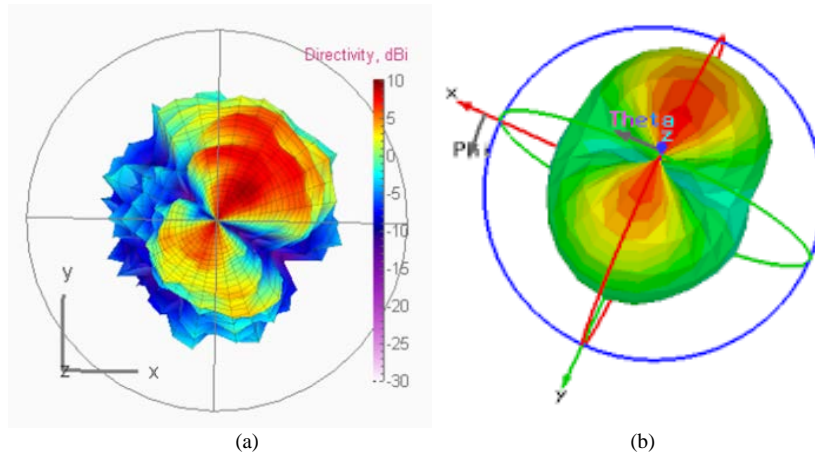 Directivity, dBi
10
5
0
-5
-10
-15
-20
-25
-30
y
z
x
(a)
x
Theta
z
Phi
y
(b)